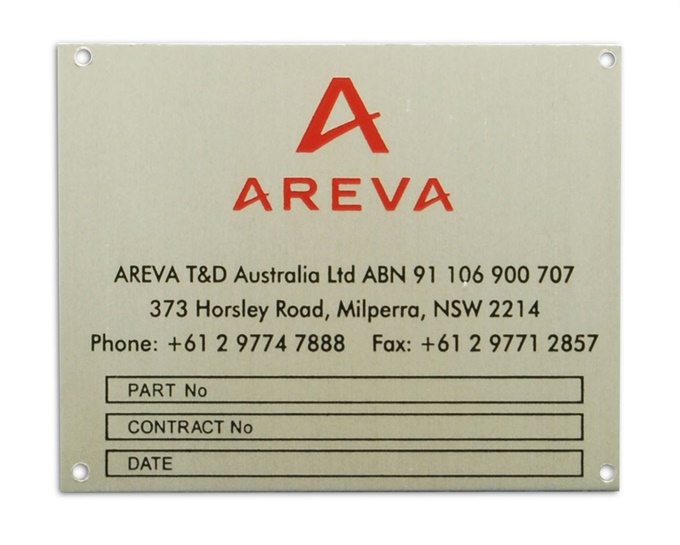 AREVA
AREVA T&D Australia Ltd ABN 91 106 900 707
373 Horsley Road, Milperra, NSW 2214
Phone: +61 2 9774 7888 Fax: +61 2 9771 2857
PART No
CONTRACT No
DATE